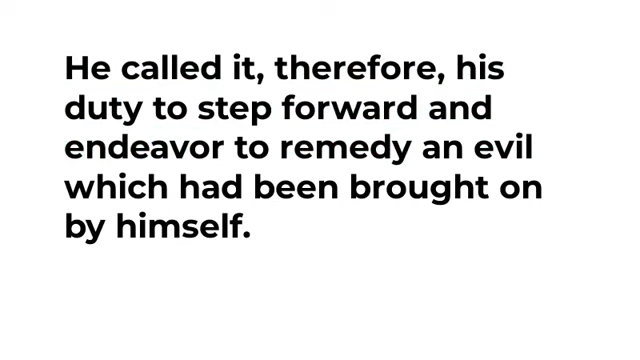 He called it, therefore, his
duty to step forward and
endeavor to remedy an evil
which had been brought on
by himself.